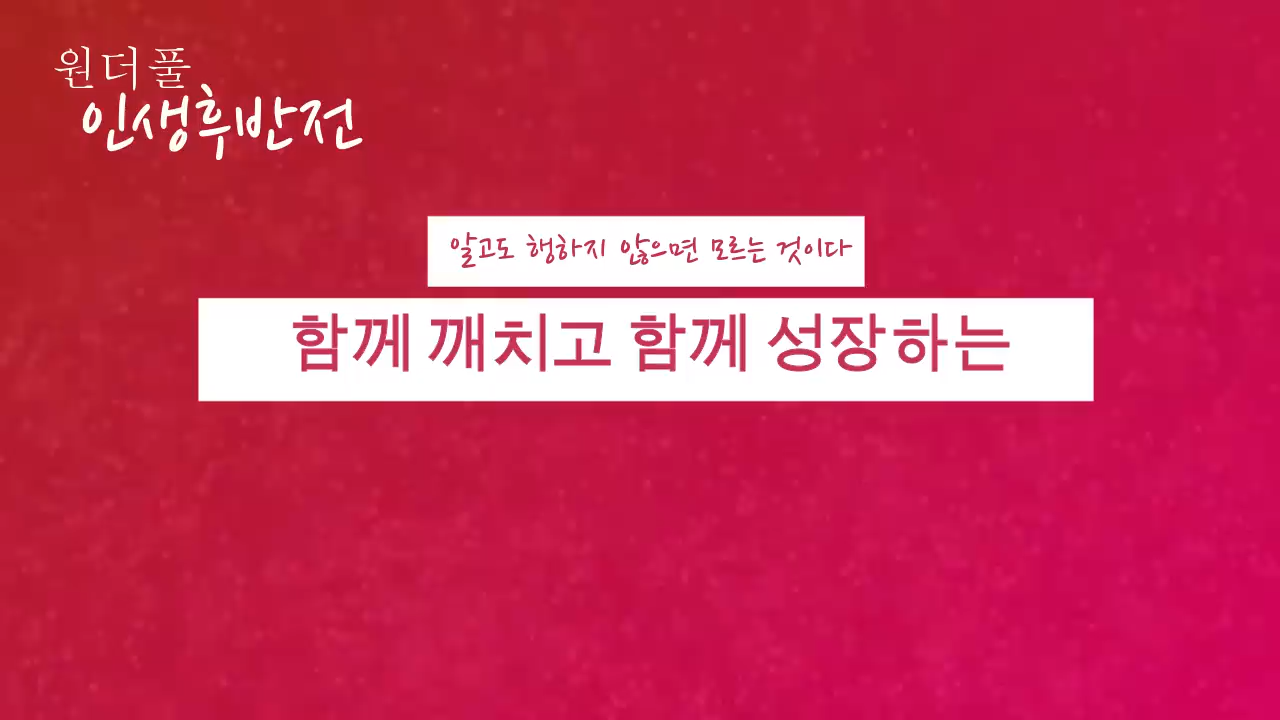 원더풀
인생후반전
알고도 행하지 않으면 모르는 것이다
함께 깨치고 함께 성장하는